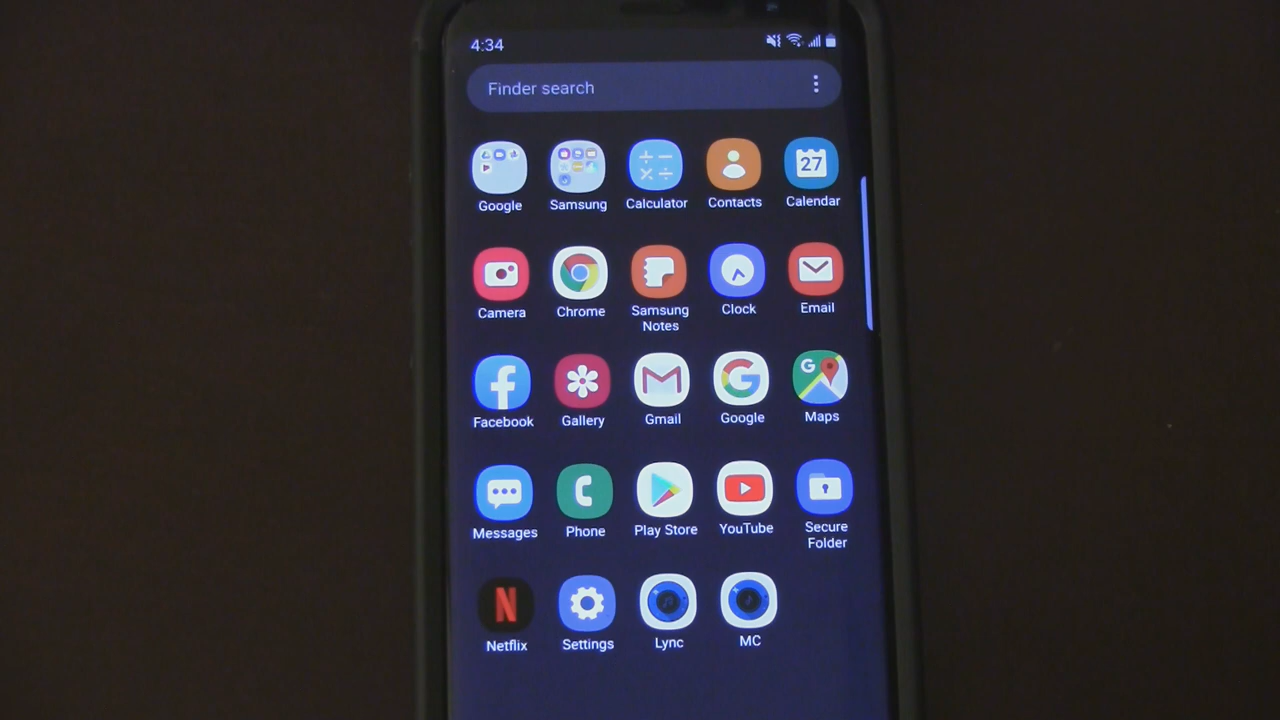 4:34
Finder search
Google Samsung Calculator Contacts Calendar
27
Camera Chrome Samsung Notes Clock Email
Facebook Gallery Gmail Google Maps
G
Messages Phone Play Store YouTube Secure Folder
N
Netflix Settings Lync MC